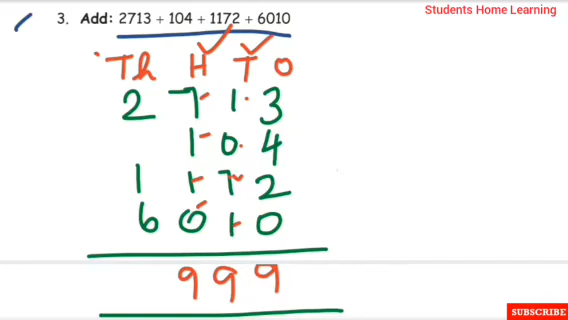 Students Home Learning
3. Add: 2713 + 104 + 1172 + 6010
Th H T O
2 7 1 3
1 0 4
1 1 7 2
6 0 1 0
9 9 9
SUBSCRIBE